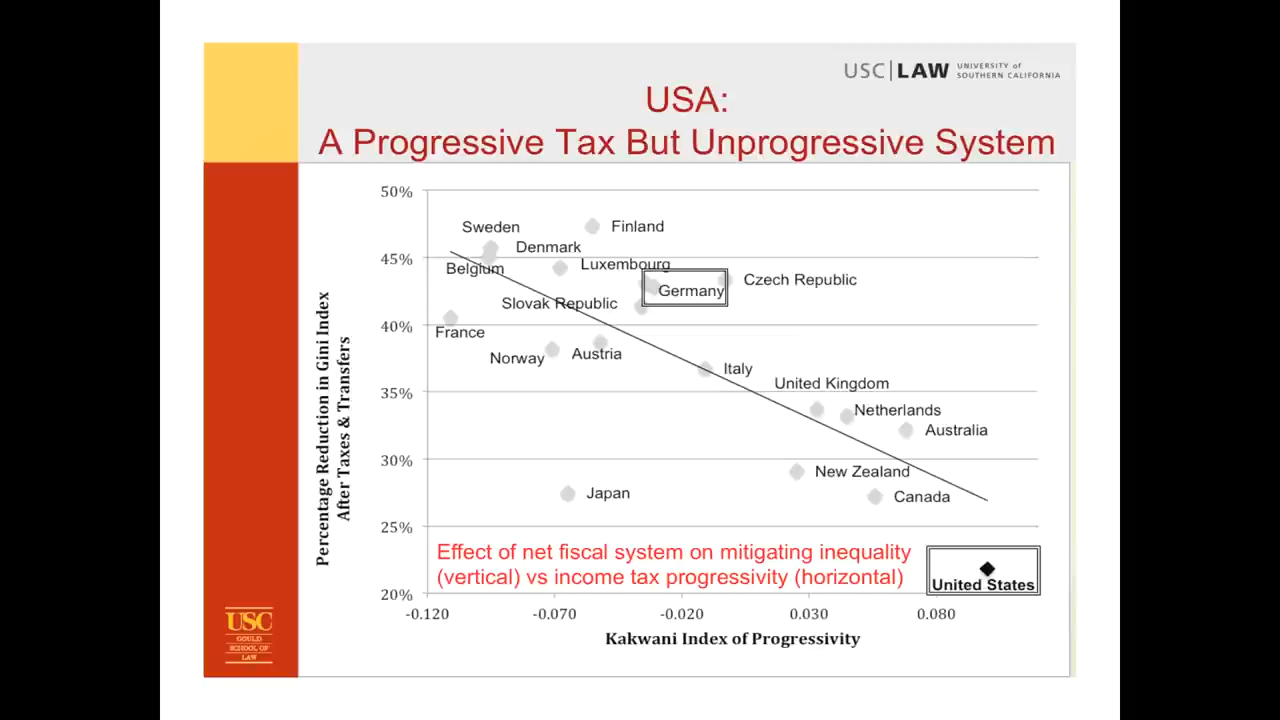 USC LAW UNIVERSITY of
SOUTHERN CALIFORNIA
USA:
A Progressive Tax But Unprogressive System
Percentage Reduction in Gini Index
After Taxes & Transfers
50%
45%
40%
35%
30%
25%
20%
Sweden
Finland
Denmark
Luxembourg
Belgium
Czech Republic
Germany
Slovak Republic
France
Norway
Austria
Italy
United Kingdom
Netherlands
Australia
New Zealand
Japan
Canada
Effect of net fiscal system on mitigating inequality
(vertical) vs income tax progressivity (horizontal)
United States
-0.120 -0.070 -0.020 0.030 0.080
Kakwani Index of Progressivity
USC
GOULD
SCHOOL OF
LAW